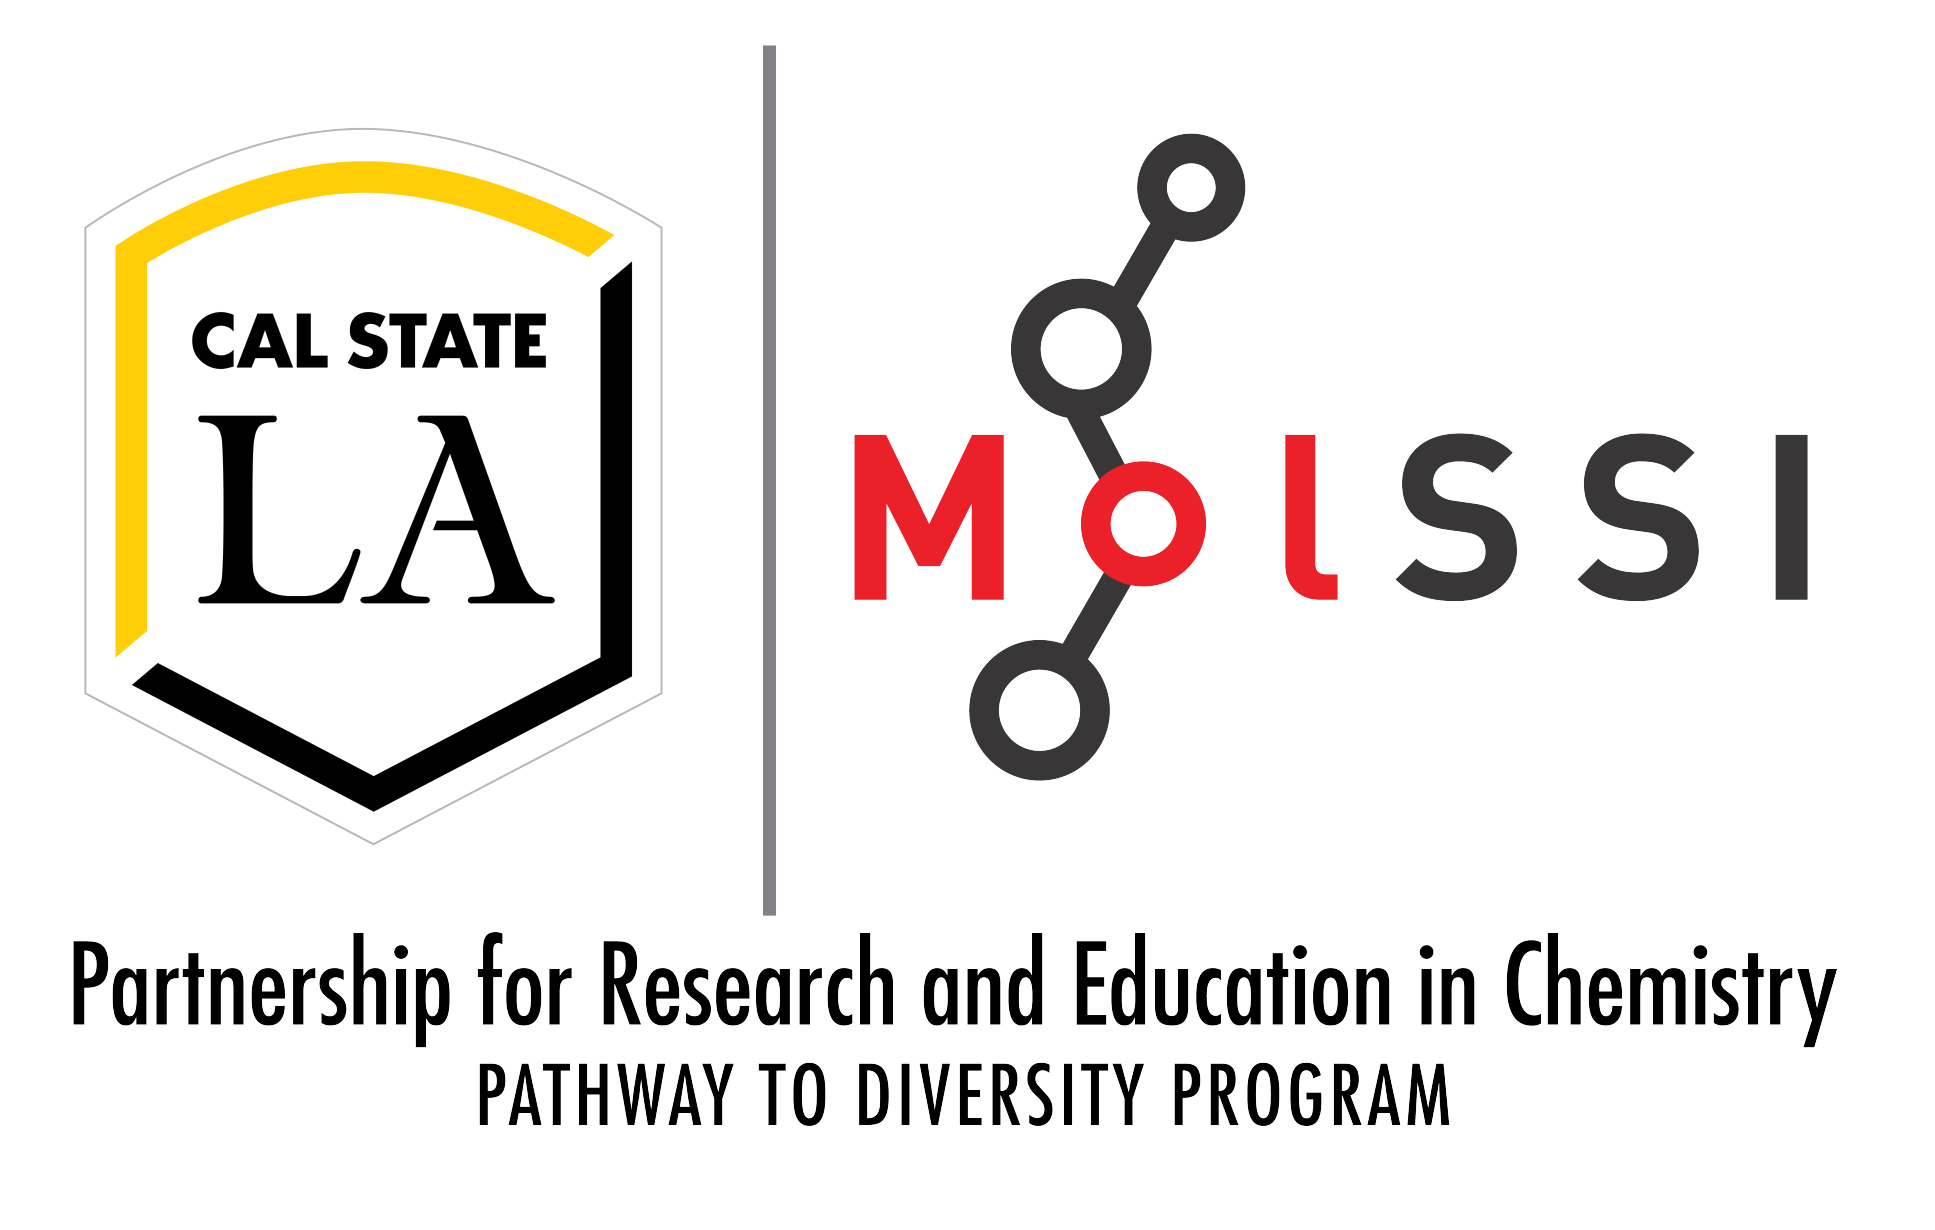 CAL STATE
LA
MolSSI
Partnership for Research and Education in Chemistry
PATHWAY TO DIVERSITY PROGRAM